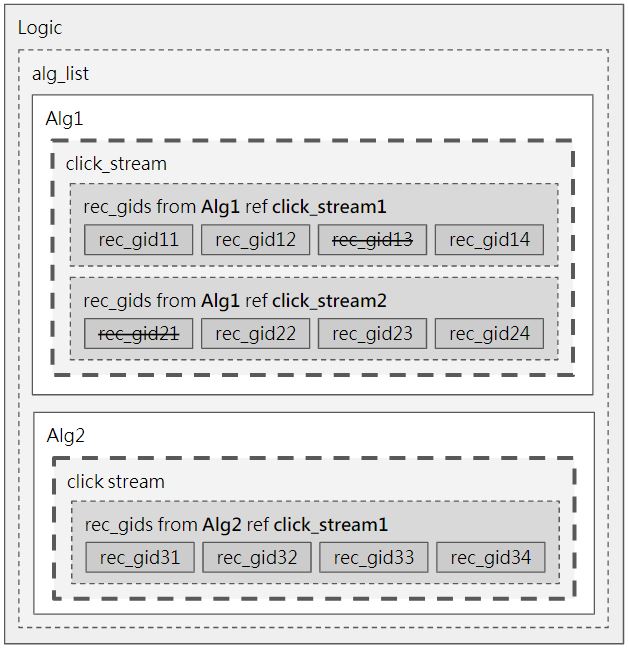 Logic
alg_list
Alg1
click_stream
rec_gids from Alg1 ref click_stream1
rec_gid11 rec_gid12 rec_gid13 rec_gid14
rec_gids from Alg1 ref click_stream2
rec_gid21 rec_gid22 rec_gid23 rec_gid24
Alg2
click stream
rec_gids from Alg2 ref click_stream1
rec_gid31 rec_gid32 rec_gid33 rec_gid34